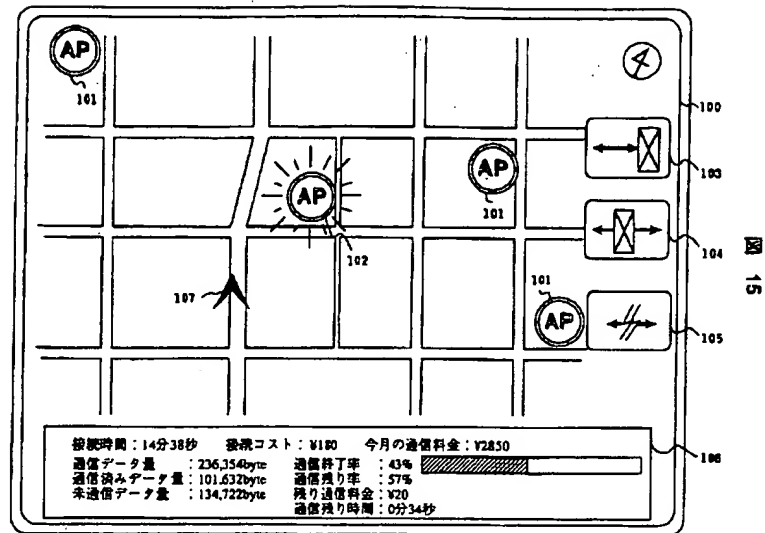 AP
101
100
103
AP
101
AP
102
104
図 15
107
101
AP
105
接続時間：14分38秒 接続コスト：¥180 今月の通信料金：¥2850
通信データ量 ：236,354byte 通信終了率 ：43%
通信済みデータ量：101,632byte 通信残り率 ：57%
未通信データ量 ：134,722byte 残り通信料金：¥20
通信残り時間：0分34秒
106